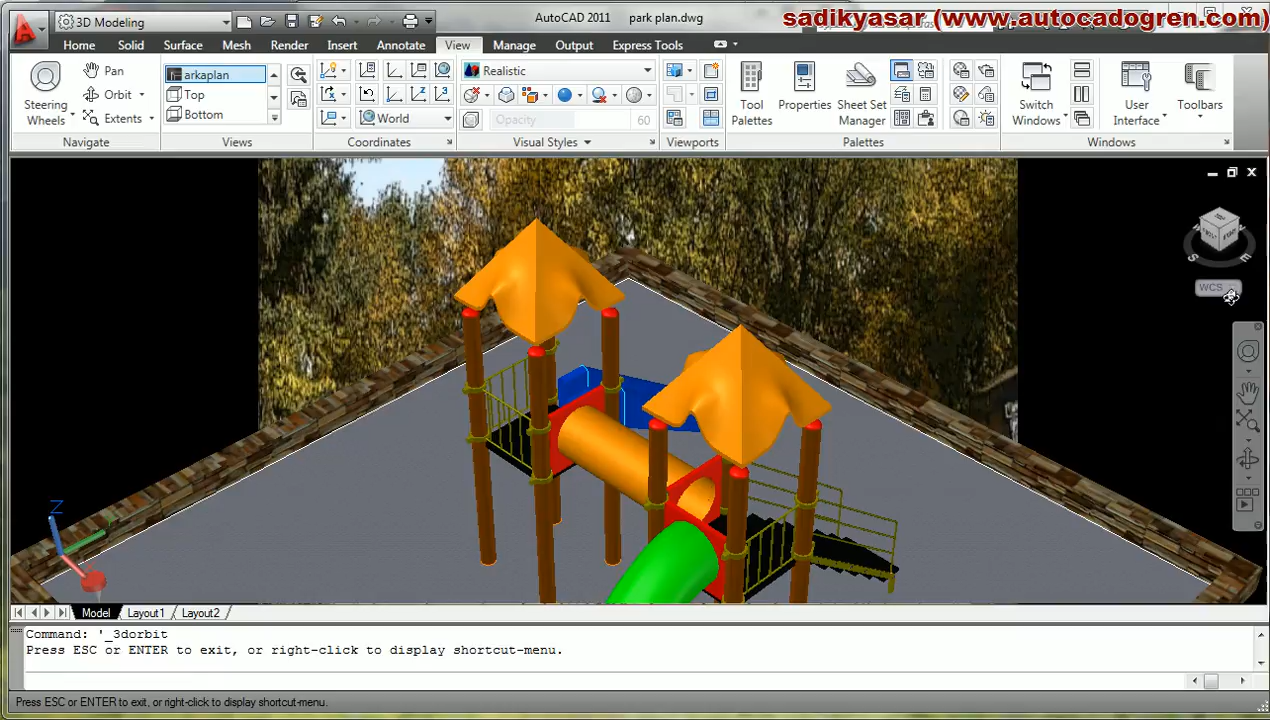 3D Modeling
AutoCAD 2011 park plan.dwg
sadikyasar (www.autocadogren.com)
Home Solid Surface Mesh Render Insert Annotate View Manage Output Express Tools
Steering
Wheels
Pan
Orbit
Extents
Navigate
arkaplan
Top
Bottom
Views
World
Coordinates
Realistic
Opacity 60
Visual Styles
Viewports
Tool
Palettes
Properties
Sheet Set
Manager
Palettes
Switch
Windows
User
Interface
Toolbars
Windows
S E
WCS
Z
Model Layout1 Layout2
Command: '_3dorbit
Press ESC or ENTER to exit, or right-click to display shortcut-menu.
Press ESC or ENTER to exit, or right-click to display shortcut-menu.